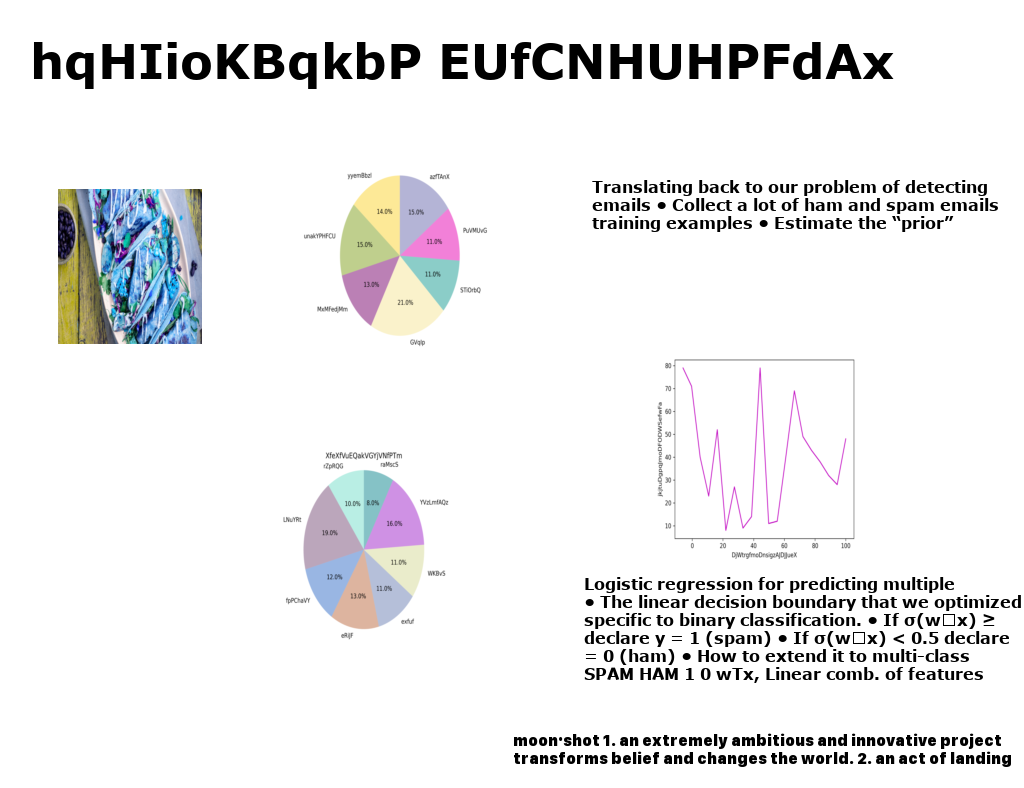 hqHIioKBqkbP EUfCNHUHPFdAx
yyemBbzl
azfTAnX
14.0%
15.0%
unakYPHFCU
PuVMUvG
15.0%
11.0%
11.0%
STiOrbQ
13.0%
21.0%
MxMFedjMm
GVqlp
Translating back to our problem of detecting
emails ● Collect a lot of ham and spam emails
training examples ● Estimate the “prior”
80
70
60
50
40
30
20
10
0
20
40
60
80
100
XfeXfVuEQakVGYjVNfPTm
rZpRQG
raMscS
10.0%
8.0%
YVzLmfAQz
16.0%
LNuYRt
19.0%
11.0%
WKBvS
12.0%
11.0%
fpPChaVY
13.0%
exfuf
eRijF
Logistic regression for predicting multiple
● The linear decision boundary that we optimized
specific to binary classification. ● If σ(w□x) ≥
declare y = 1 (spam) ● If σ(w□x) < 0.5 declare
= 0 (ham) ● How to extend it to multi-class
SPAM HAM 1 0 wTx, Linear comb. of features
moon·shot 1. an extremely ambitious and innovative project
transforms belief and changes the world. 2. an act of landing